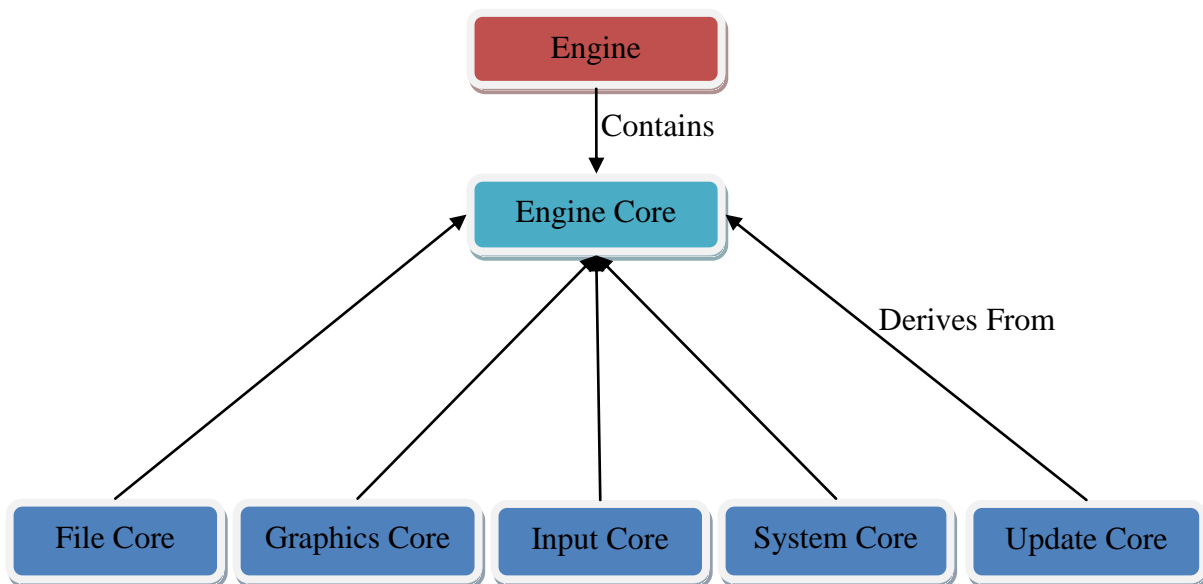 Engine
Contains
Engine Core
Derives From
File Core
Graphics Core
Input Core
System Core
Update Core